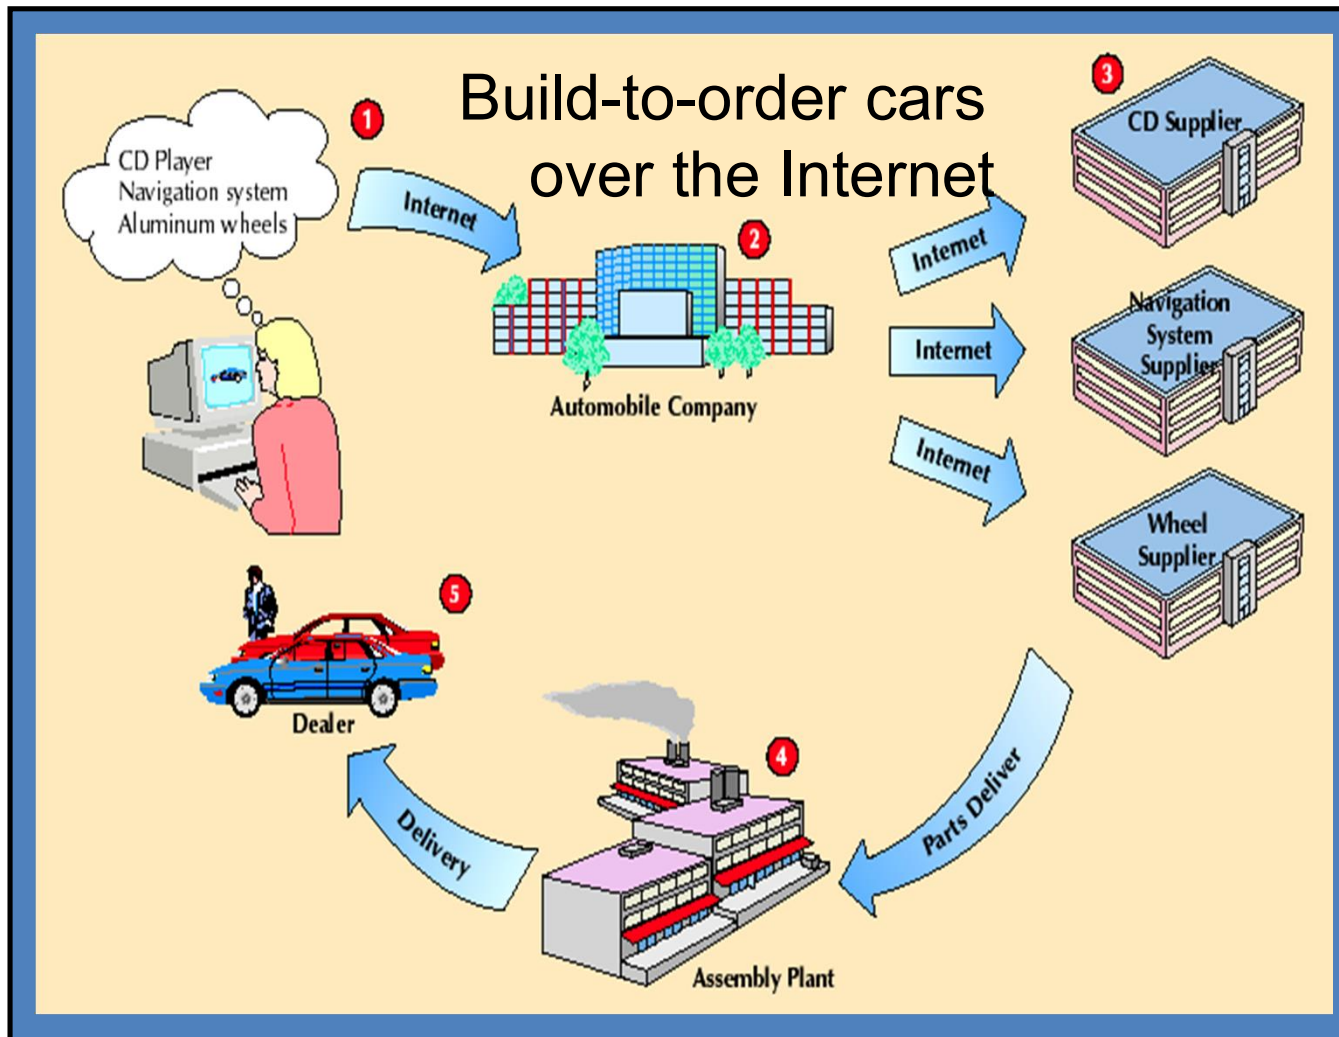 Build-to-order cars
over the Internet
1
CD Player
Navigation system
Aluminum wheels
Internet
2
Automobile Company
Internet
Internet
Internet
3
CD Supplier
Navigation
System
Supplier
Wheel
Supplier
Parts Deliver
4
Assembly Plant
Delivery
5
Dealer